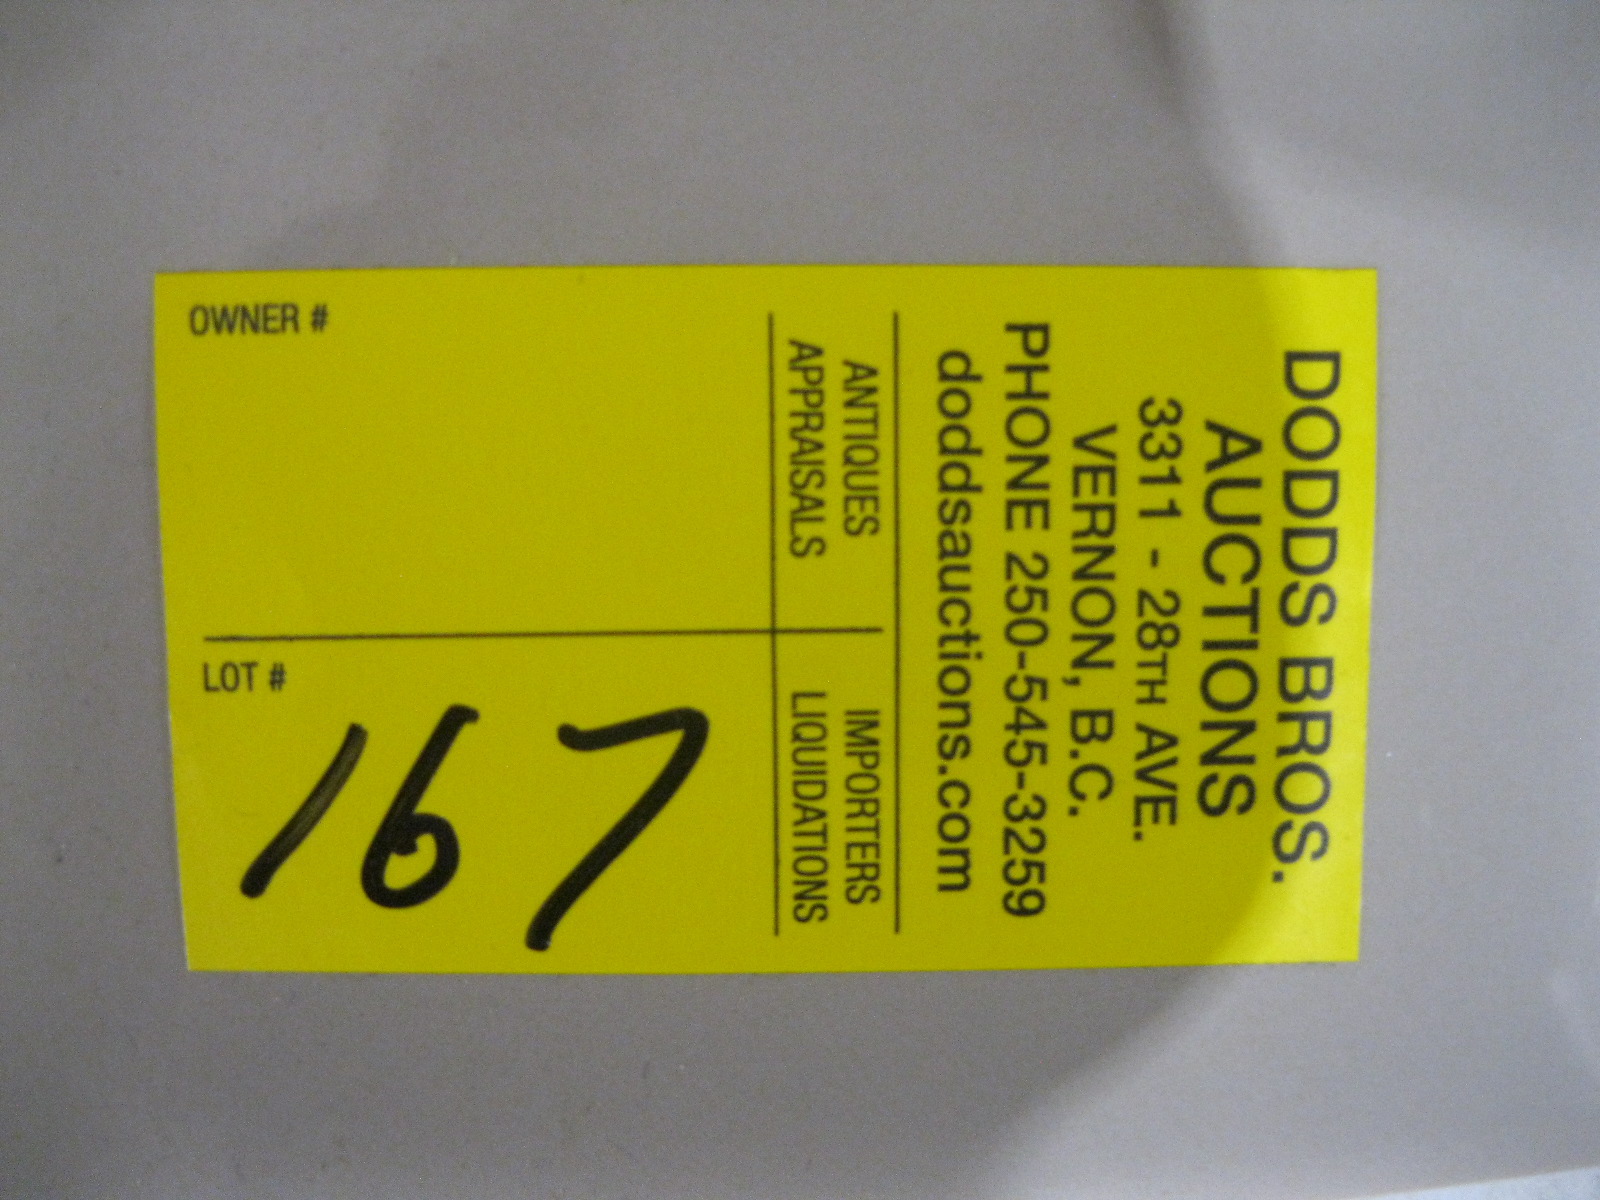 DODDS BROS.
AUCTIONS
3311 - 28TH AVE.
VERNON, B.C.
PHONE 250-545-3259
doddsauctions.com
ANTIQUES
APPRAISALS
IMPORTERS
LIQUIDATIONS
OWNER #
LOT #
167